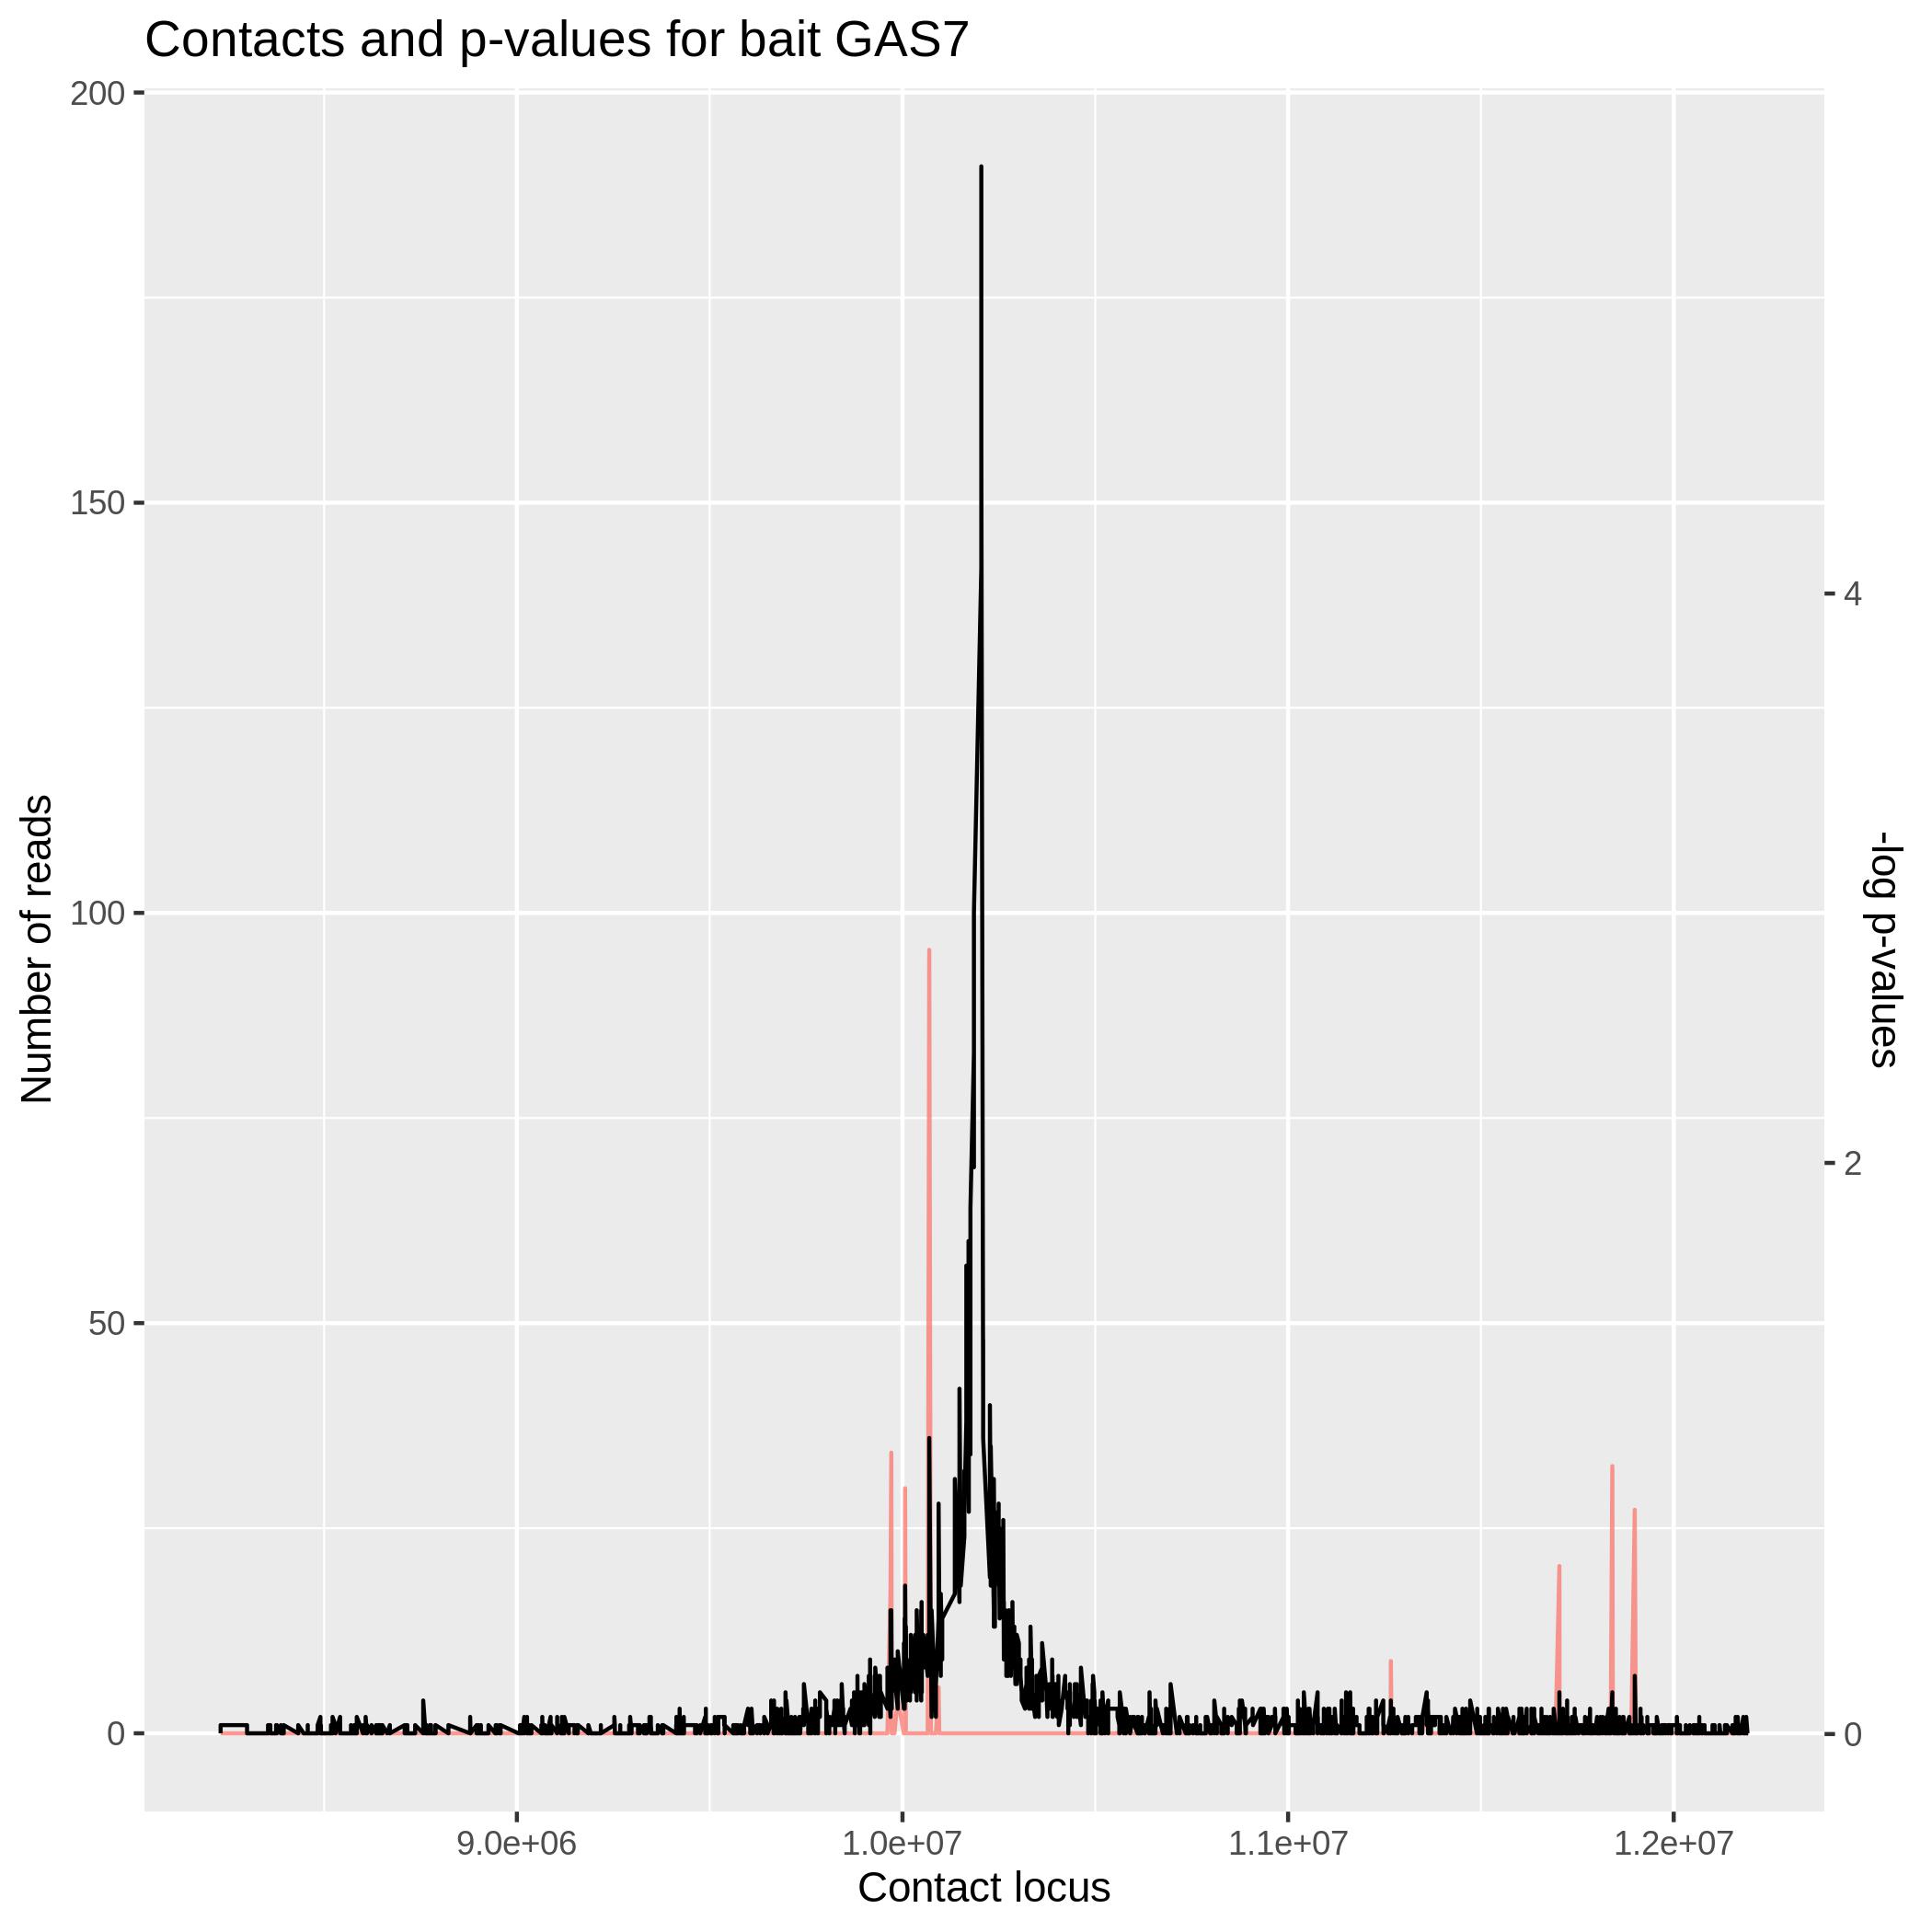 Contacts and p-values for bait GAS7
200
150
100
50
0
Number of reads
4
2
0
-log p-values
9.0e+06
1.0e+07
1.1e+07
1.2e+07
Contact locus